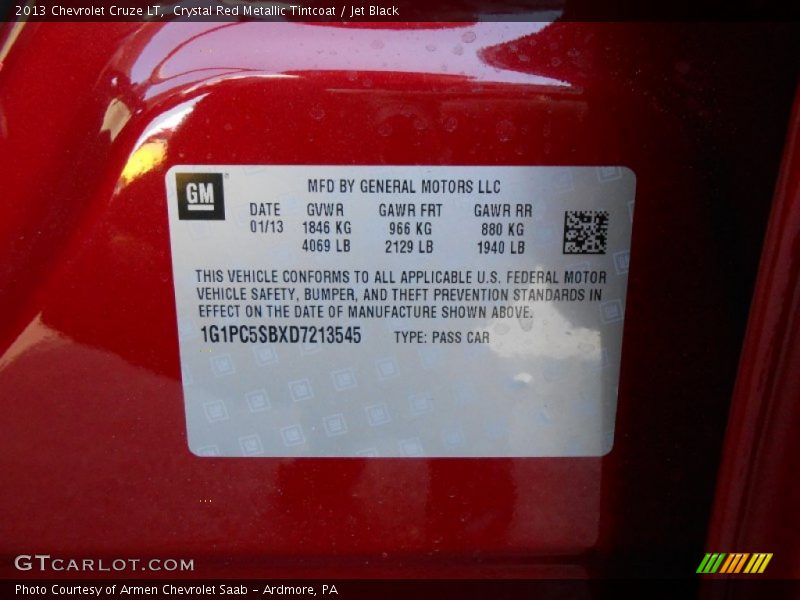 2013 Chevrolet Cruze LT, Crystal Red Metallic Tintcoat / Jet Black
GM
MFD BY GENERAL MOTORS LLC
DATE GVWR GAWR FRT GAWR RR
01/13 1846 KG 966 KG 880 KG
4069 LB 2129 LB 1940 LB
THIS VEHICLE CONFORMS TO ALL APPLICABLE U.S. FEDERAL MOTOR
VEHICLE SAFETY, BUMPER, AND THEFT PREVENTION STANDARDS IN
EFFECT ON THE DATE OF MANUFACTURE SHOWN ABOVE.
1G1PC5SBXD7213545 TYPE: PASS CAR
GTCARLOT.COM
Photo Courtesy of Armen Chevrolet Saab - Ardmore, PA